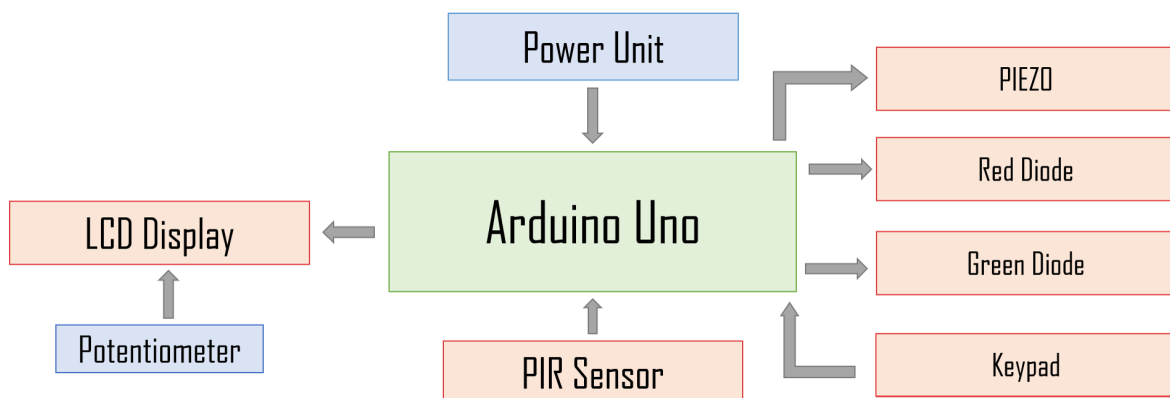 Power Unit
PIEZO
Red Diode
Arduino Uno
LCD Display
Green Diode
Potentiometer
PIR Sensor
Keypad